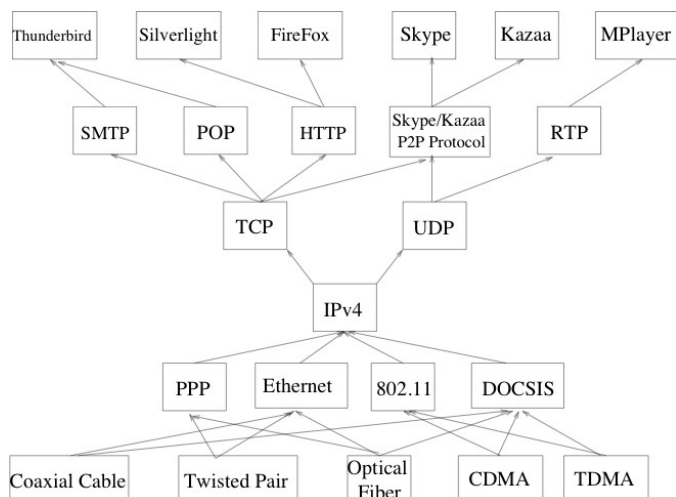 Thunderbird
Silverlight
FireFox
Skype
Kazaa
MPlayer
SMTP
POP
HTTP
Skype/Kazaa
P2P Protocol
RTP
TCP
UDP
IPv4
PPP
Ethernet
802.11
DOCSIS
Coaxial Cable
Twisted Pair
Optical
Fiber
CDMA
TDMA